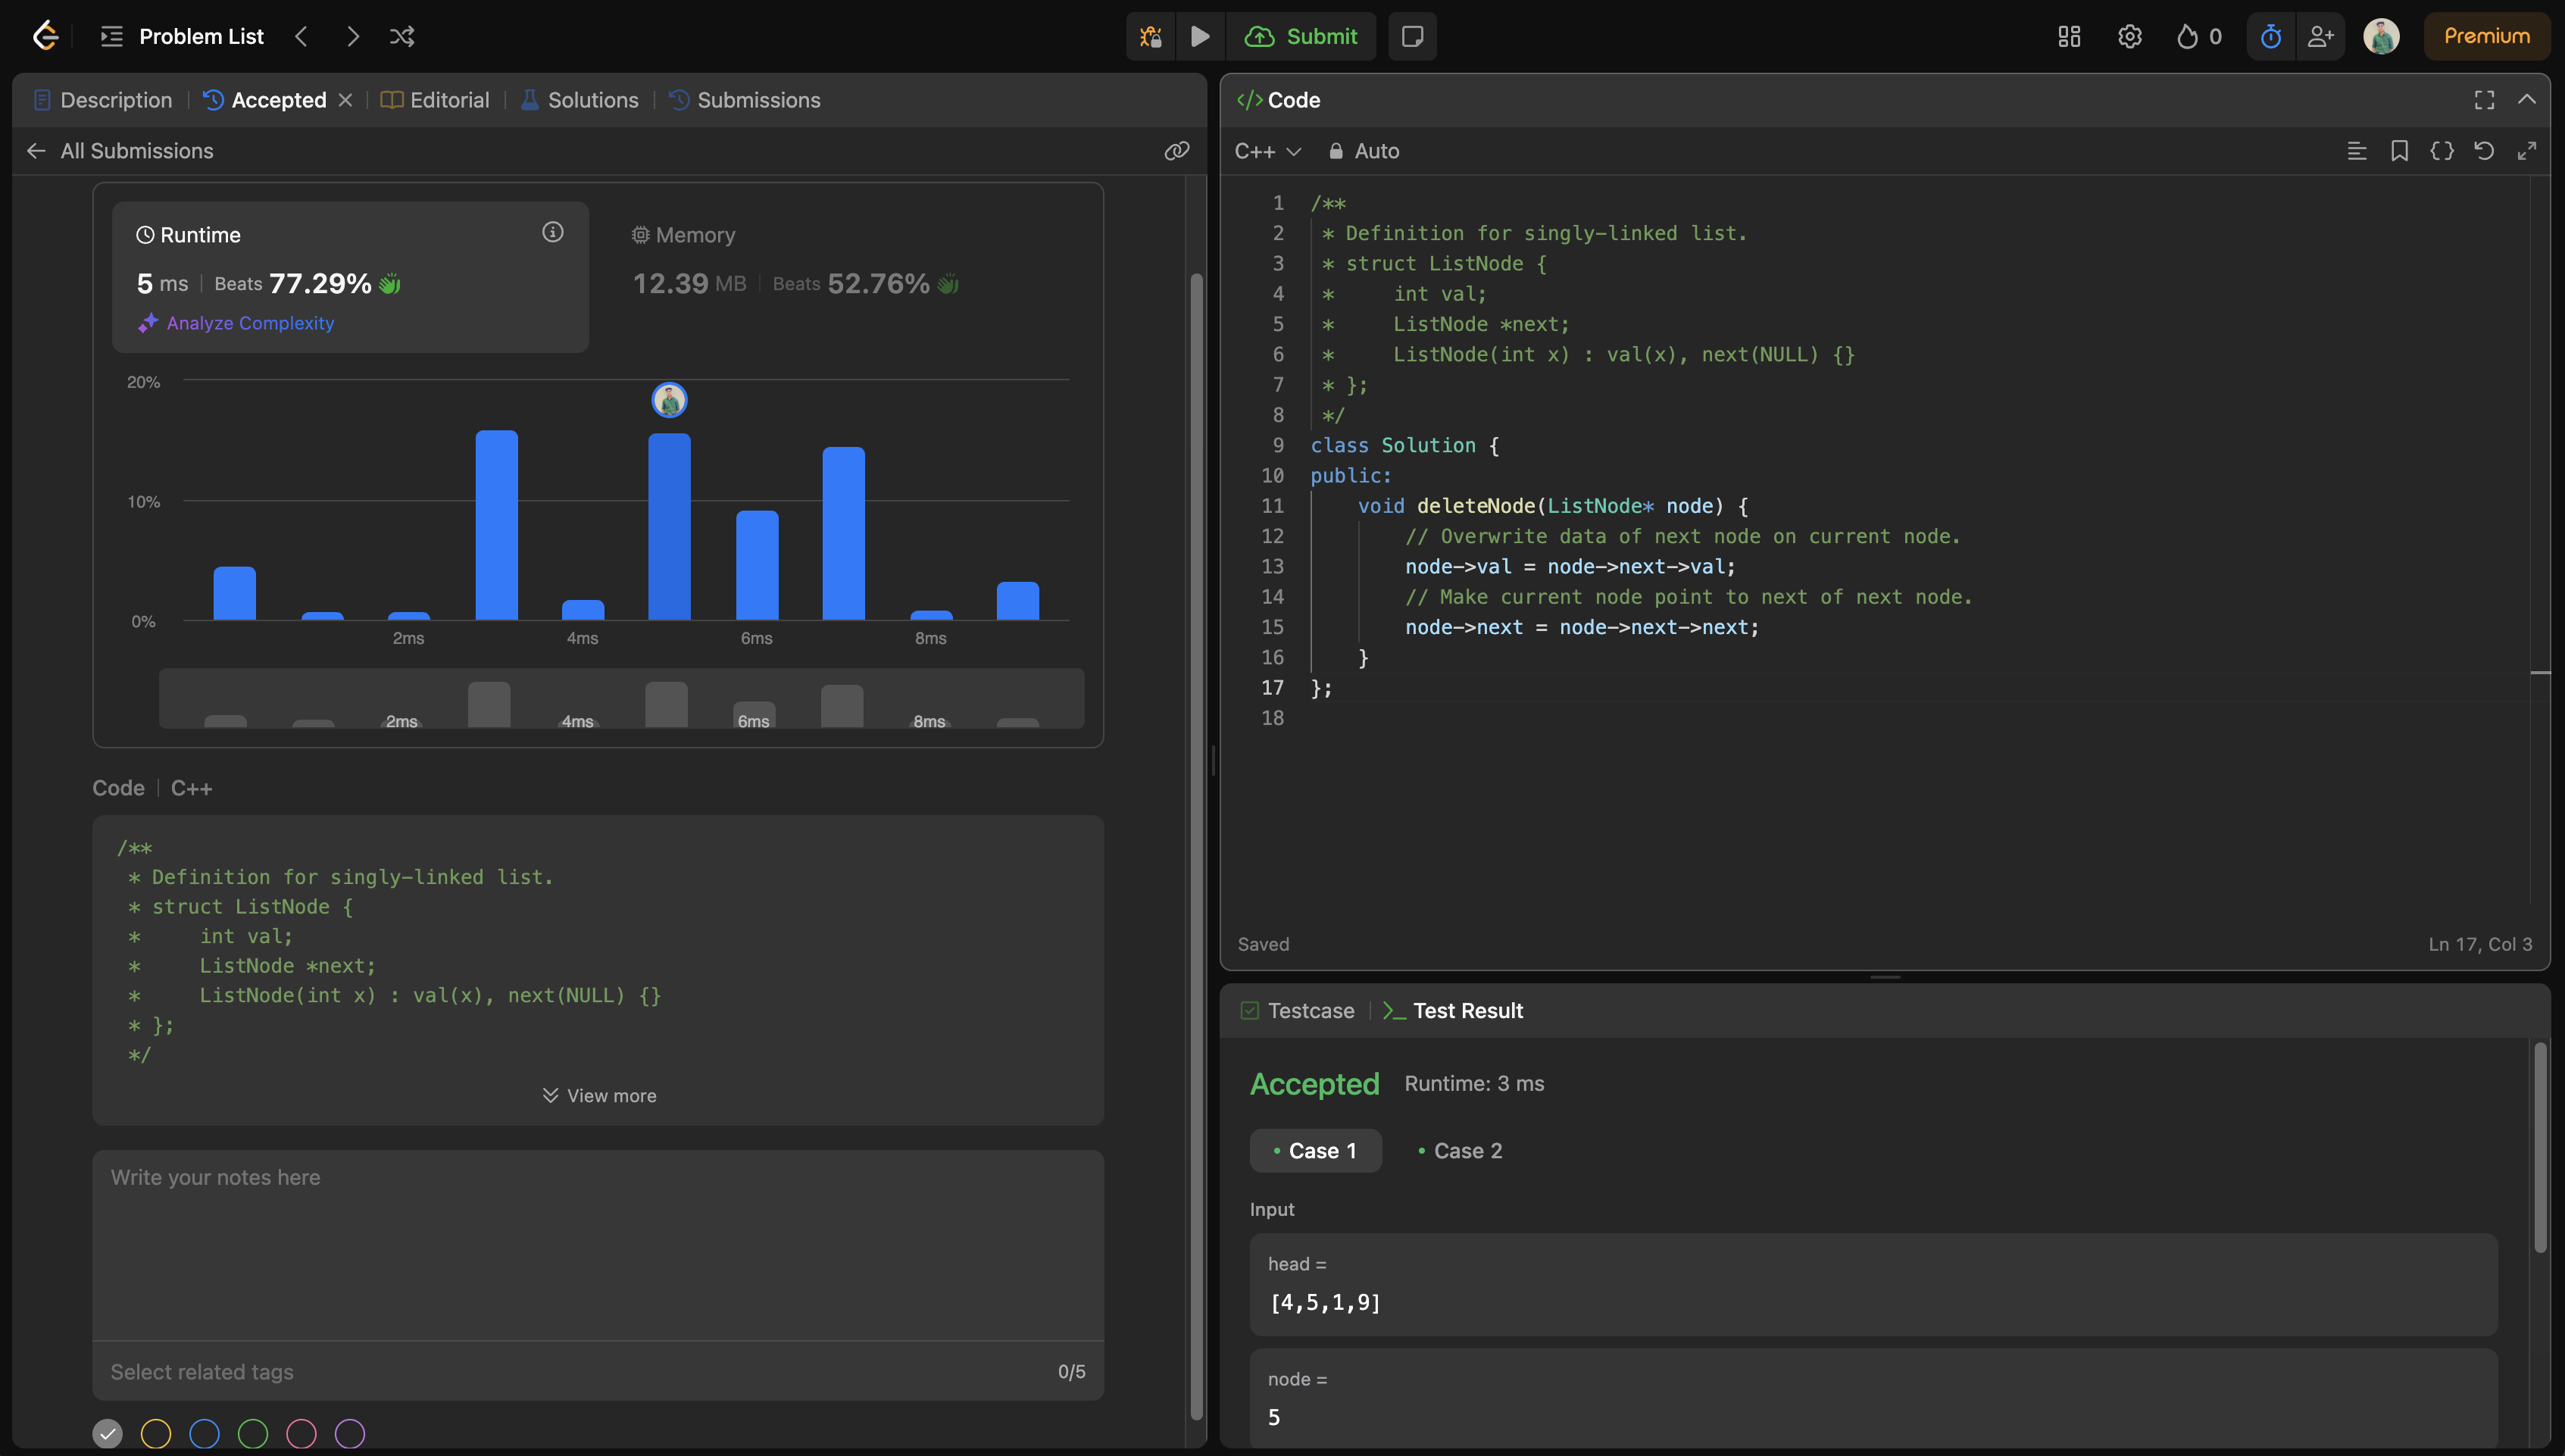 Problem List
Submit
0
Premium
Description
Accepted
Editorial
Solutions
Submissions
All Submissions
Runtime
5 ms
Beats 77.29%
Analyze Complexity
Memory
12.39 MB
Beats 52.76%
20%
10%
0%
2ms
4ms
6ms
8ms
2ms
4ms
6ms
8ms
Code
C++
/**
 * Definition for singly-linked list.
 * struct ListNode {
 *     int val;
 *     ListNode *next;
 *     ListNode(int x) : val(x), next(NULL) {}
 * };
 */
View more
Write your notes here
Select related tags
0/5
</> Code
C++
Auto
1 /**
2  * Definition for singly-linked list.
3  * struct ListNode {
4  *     int val;
5  *     ListNode *next;
6  *     ListNode(int x) : val(x), next(NULL) {}
7  * };
8  */
9 class Solution {
10 public:
11     void deleteNode(ListNode* node) {
12         // Overwrite data of next node on current node.
13         node->val = node->next->val;
14         // Make current node point to next of next node.
15         node->next = node->next->next;
16     }
17 };
18
Saved
Ln 17, Col 3
Testcase
Test Result
Accepted
Runtime: 3 ms
Case 1
Case 2
Input
head =
[4,5,1,9]
node =
5